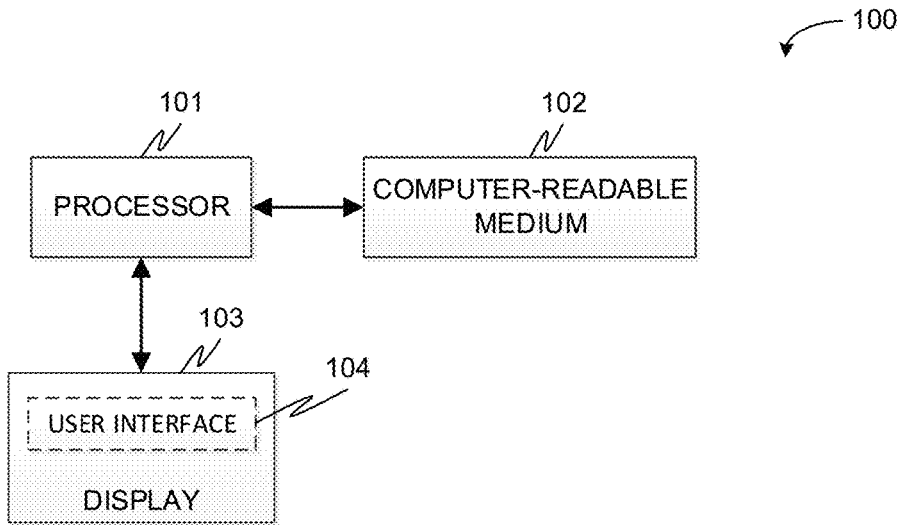 100
101
102
PROCESSOR
COMPUTER-READABLE
MEDIUM
103
104
USER INTERFACE
DISPLAY